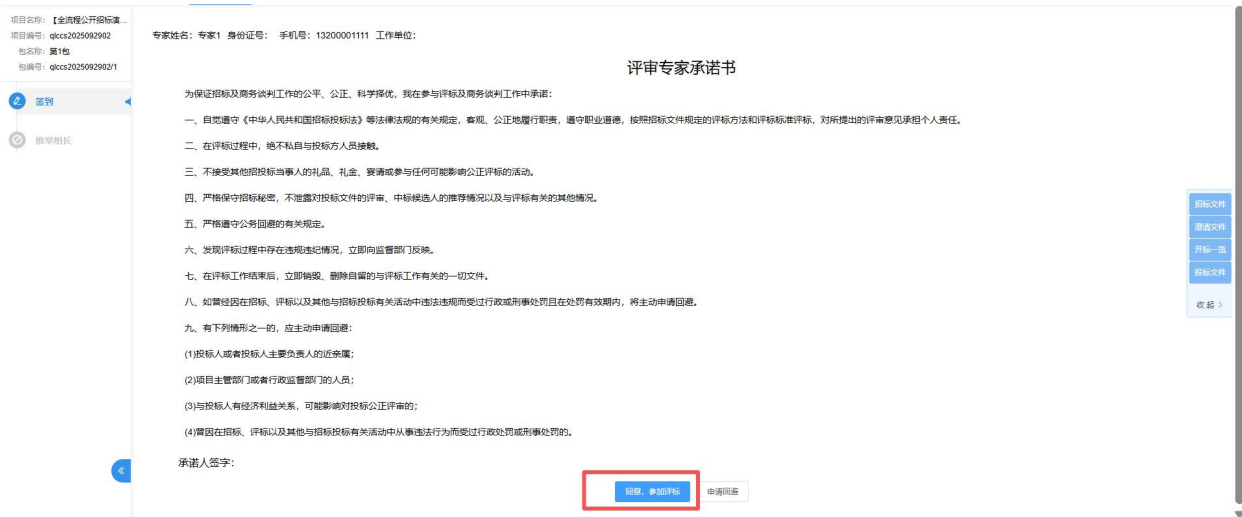 项目名称：【全流程公开招标演...
项目编号：qlccs2025092902
包名称：第1包
包编号：qlccs2025092902/1
签到
推举组长
专家姓名：专家1 身份证号： 手机号：13200001111 工作单位：
评审专家承诺书
为保证招标及商务谈判工作的公平、公正、科学择优，我在参与评标及商务谈判工作中承诺：
一、自觉遵守《中华人民共和国招标投标法》等法律法规的有关规定，客观、公正地履行职责，遵守职业道德，按照招标文件规定的评标方法和评标标准评标，对所提出的评审意见承担个人责任。
二、在评标过程中，绝不私自与投标方人员接触。
三、不接受其他招投标当事人的礼品、礼金、宴请或参与任何可能影响公正评标的活动。
四、严格保守招标秘密，不泄露对投标文件的评审、中标候选人的推荐情况以及与评标有关的其他情况。
五、严格遵守公务回避的有关规定。
六、发现评标过程中存在违规违纪情况，立即向监督部门反映。
七、在评标工作结束后，立即销毁、删除自留的与评标工作有关的一切文件。
八、如曾经因在招标、评标以及其他与招标投标有关活动中违法违规而受过行政或刑事处罚且在处罚有效期内，将主动申请回避。
九、有下列情形之一的，应主动申请回避：
(1)投标人或者投标人主要负责人的近亲属；
(2)项目主管部门或者行政监督部门的人员；
(3)与投标人有经济利益关系，可能影响对投标公正评审的；
(4)曾因在招标、评标以及其他与招标投标有关活动中从事违法行为而受过行政处罚或刑事处罚的。
承诺人签字：
同意，参加评标
申请回避
招标文件
澄清文件
开标一览
投标文件
收起